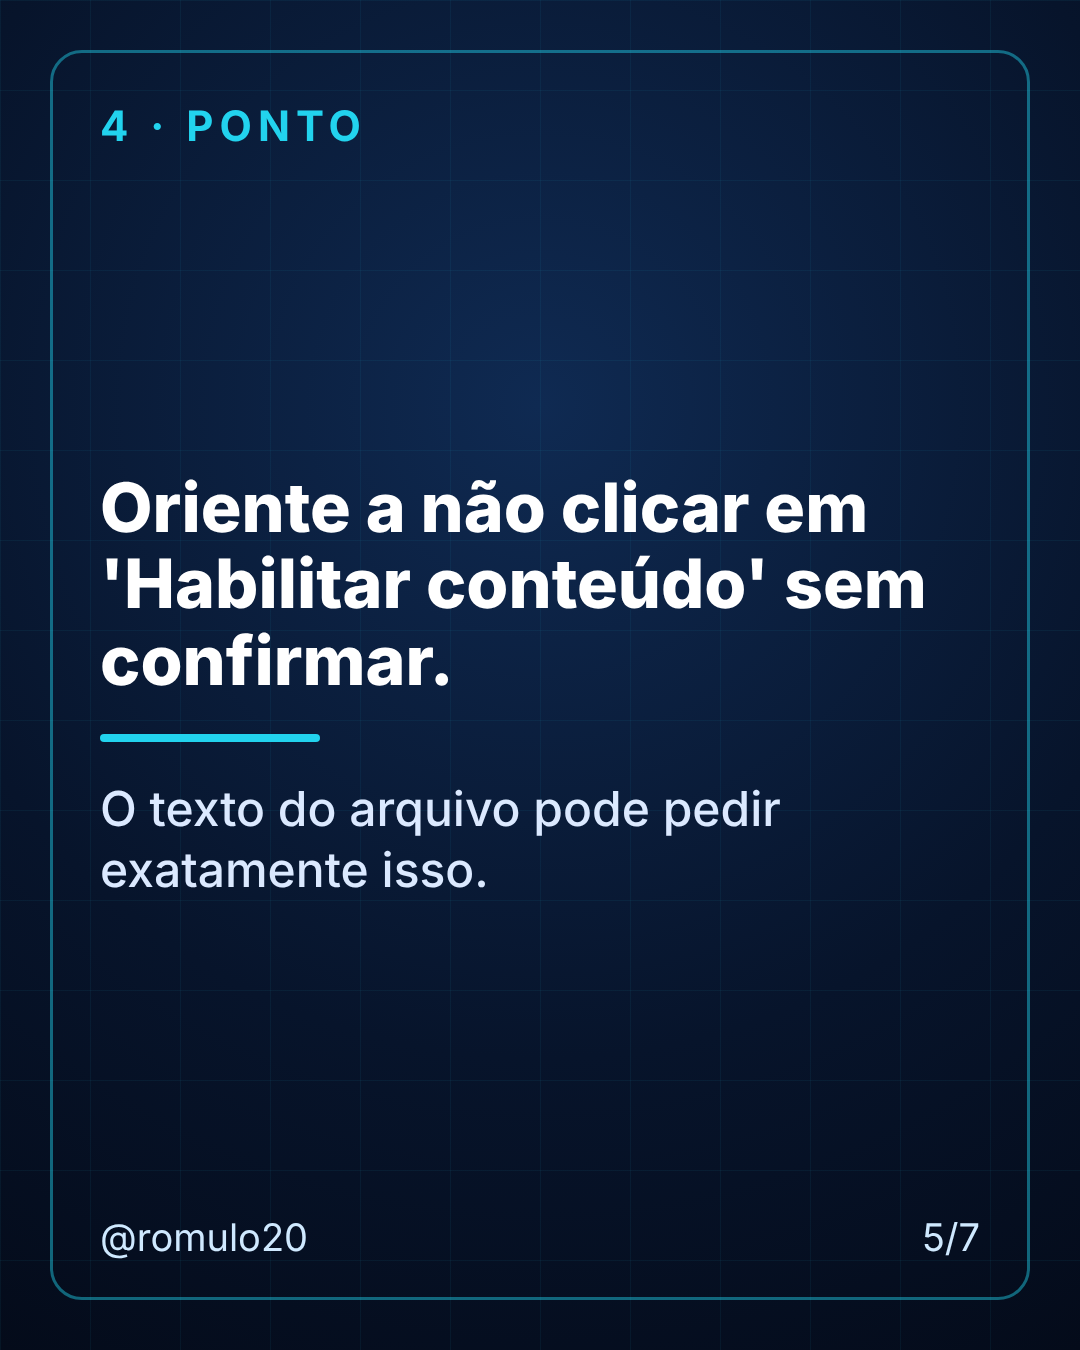 4 · PONTO
Oriente a não clicar em
'Habilitar conteúdo' sem
confirmar.
O texto do arquivo pode pedir
exatamente isso.
@romulo20
5/7